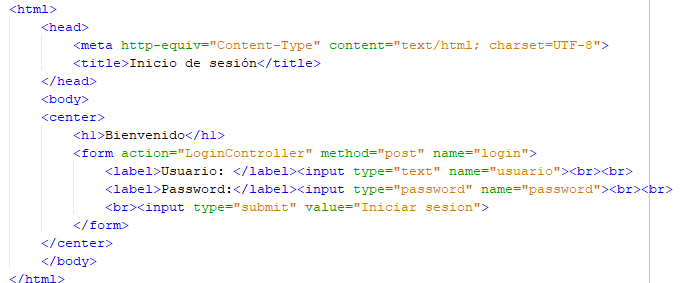 <html>
<head>
<meta http-equiv="Content-Type" content="text/html; charset=UTF-8">
<title>Inicio de sesión</title>
</head>
<body>
<center>
<h1>Bienvenido</h1>
<form action="LoginController" method="post" name="login">
<label>Usuario: </label><input type="text" name="usuario"><br><br>
<label>Password:</label><input type="password" name="password"><br><br>
<br><input type="submit" value="Iniciar sesion">
</form>
</center>
</body>
</html>